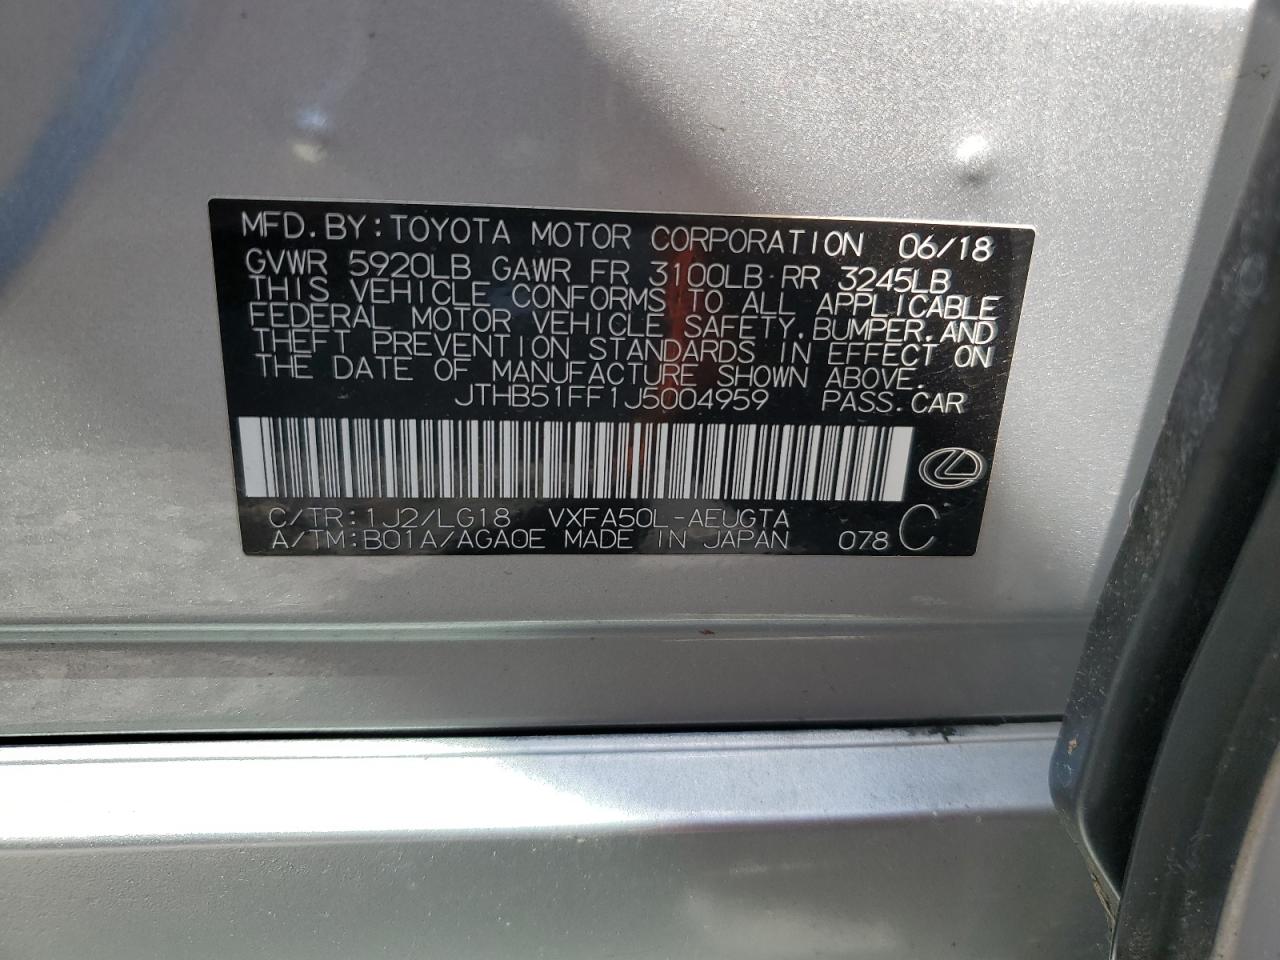 MFD.BY:TOYOTA MOTOR CORPORATION 06/18
GVWR 5920LB GAWR FR 3100LB RR 3245LB
THIS VEHICLE CONFORMS TO ALL APPLICABLE
FEDERAL MOTOR VEHICLE SAFETY,BUMPER,AND
THEFT PREVENTION STANDARDS IN EFFECT ON
THE DATE OF MANUFACTURE SHOWN ABOVE.
JTHB51FF1J5004959 PASS.CAR
C/TR:1J2/LG18 VXFA50L-AEUGTA
A/TM:B01A/AGA0E MADE IN JAPAN 078 C